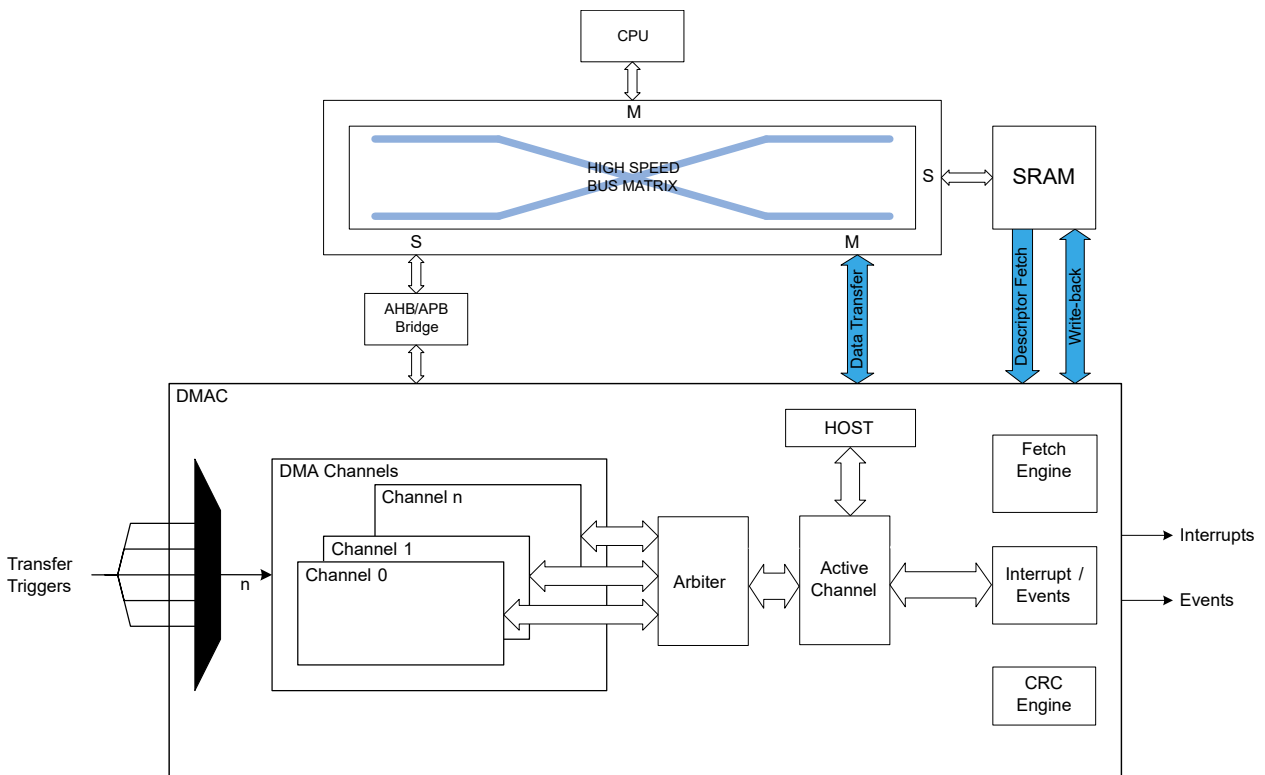 CPU
M
HIGH SPEED
BUS MATRIX
S
SRAM
S
M
AHB/APB
Bridge
Data Transfer
Descriptor Fetch
Write-back
DMAC
HOST
Fetch
Engine
DMA Channels
Channel n
Channel 1
Channel 0
Transfer
Triggers
n
Arbiter
Active
Channel
Interrupt /
Events
Interrupts
Events
CRC
Engine